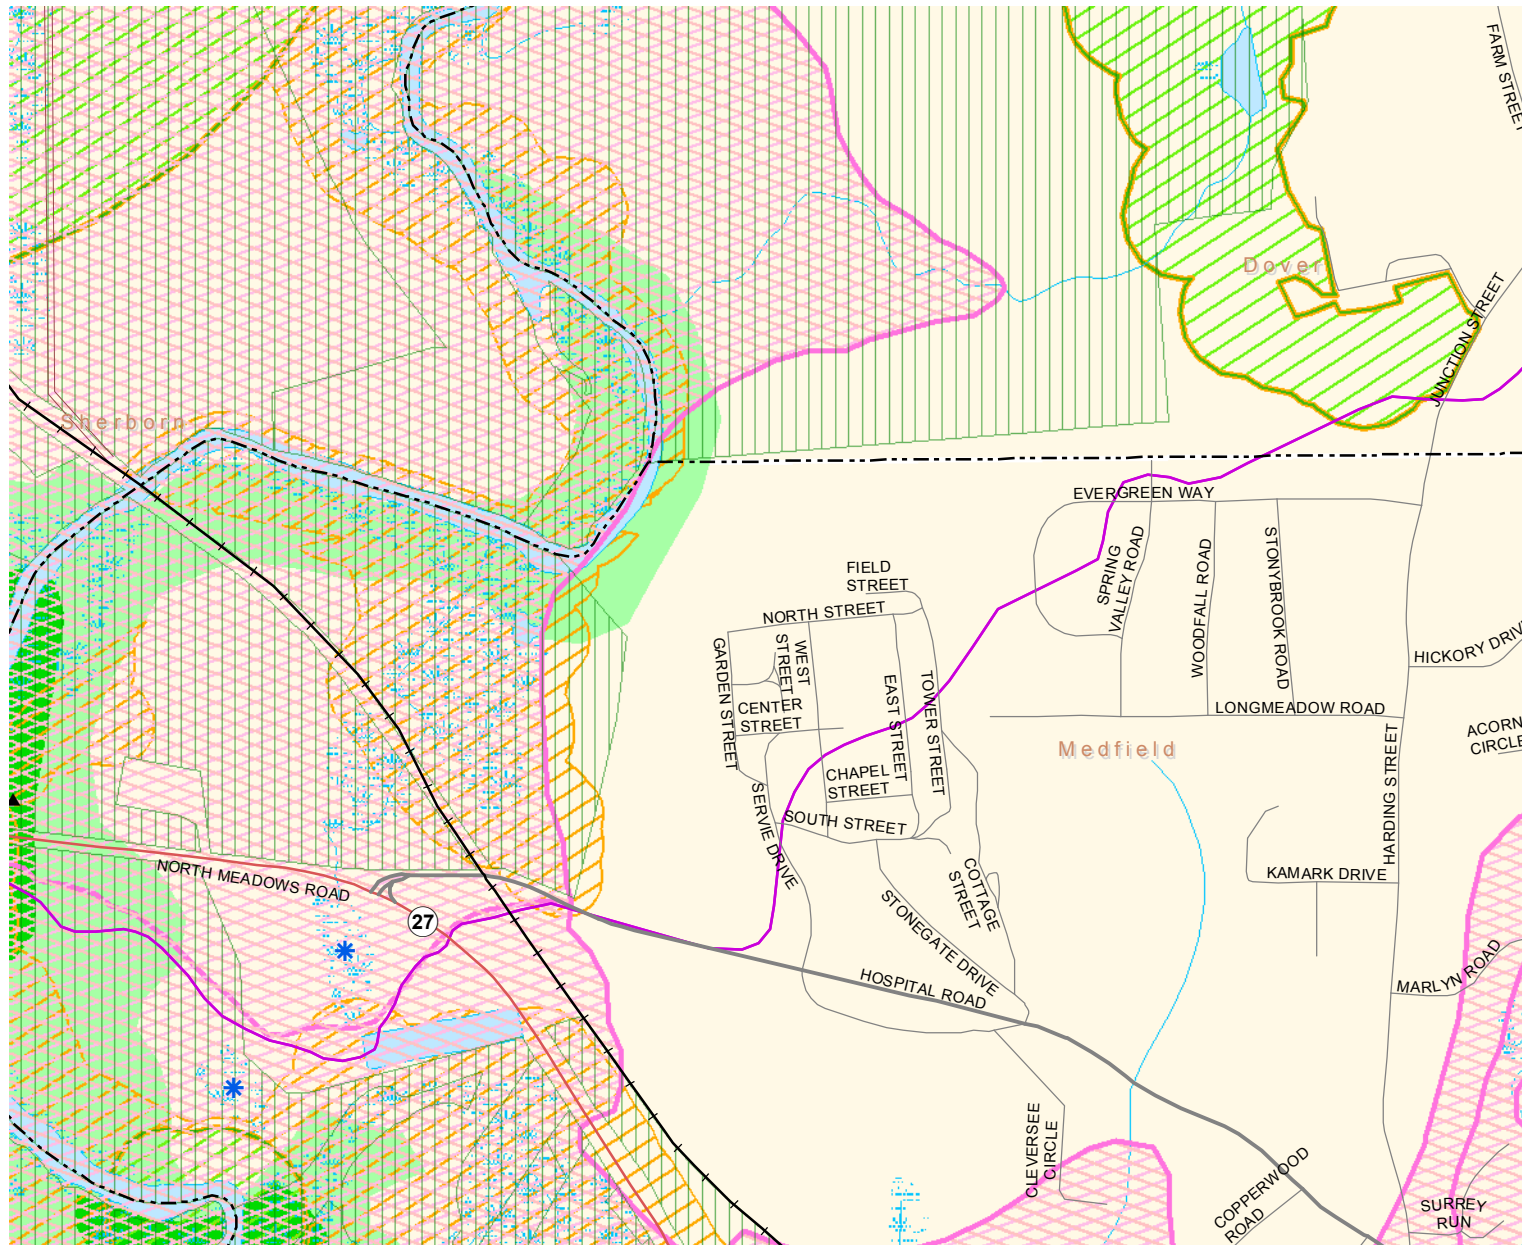 FARM STREET
Dover
JUNCTION STREET
Sherborn
EVERGREEN WAY
SPRING
VALLEY ROAD
WOODFALL ROAD
STONYBROOK ROAD
FIELD
STREET
NORTH STREET
GARDEN STREET
WEST
STREET
CENTER
STREET
EAST STREET
TOWER STREET
HICKORY DRIVE
LONGMEADOW ROAD
Medfield
ACORN
CIRCLE
HARDING STREET
CHAPEL
STREET
SERVIE DRIVE
SOUTH STREET
NORTH MEADOWS ROAD
27
COTTAGE
STREET
STONEGATE DRIVE
KAMARK DRIVE
HOSPITAL ROAD
MARLYN ROAD
CLEVERSEE
CIRCLE
COPPERWOOD
ROAD
SURREY
RUN